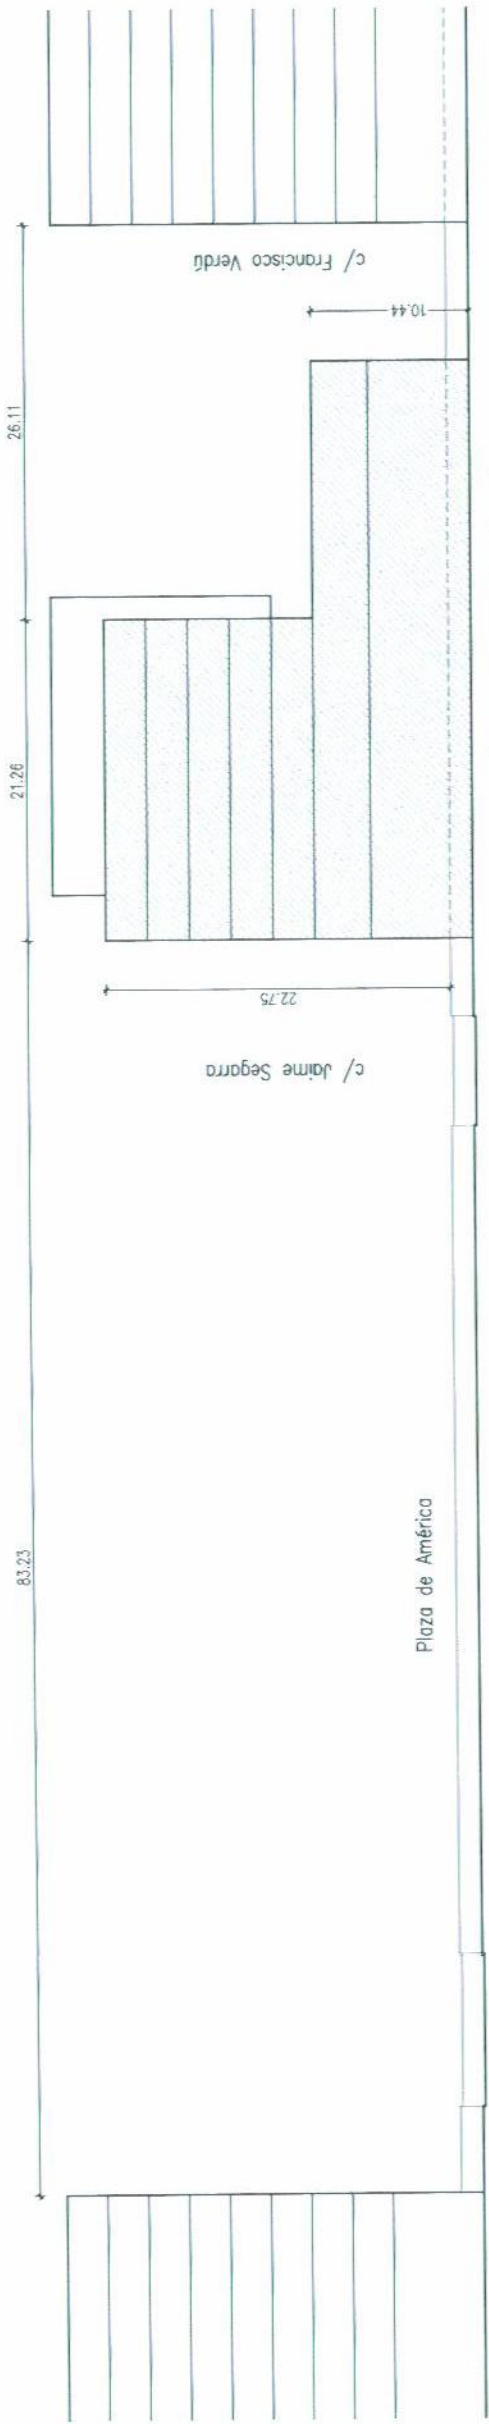 c/ Francisco Verdú
10.44
26.11
21.26
22.75
c/ Jaime Segarra
83.23
Plaza de América